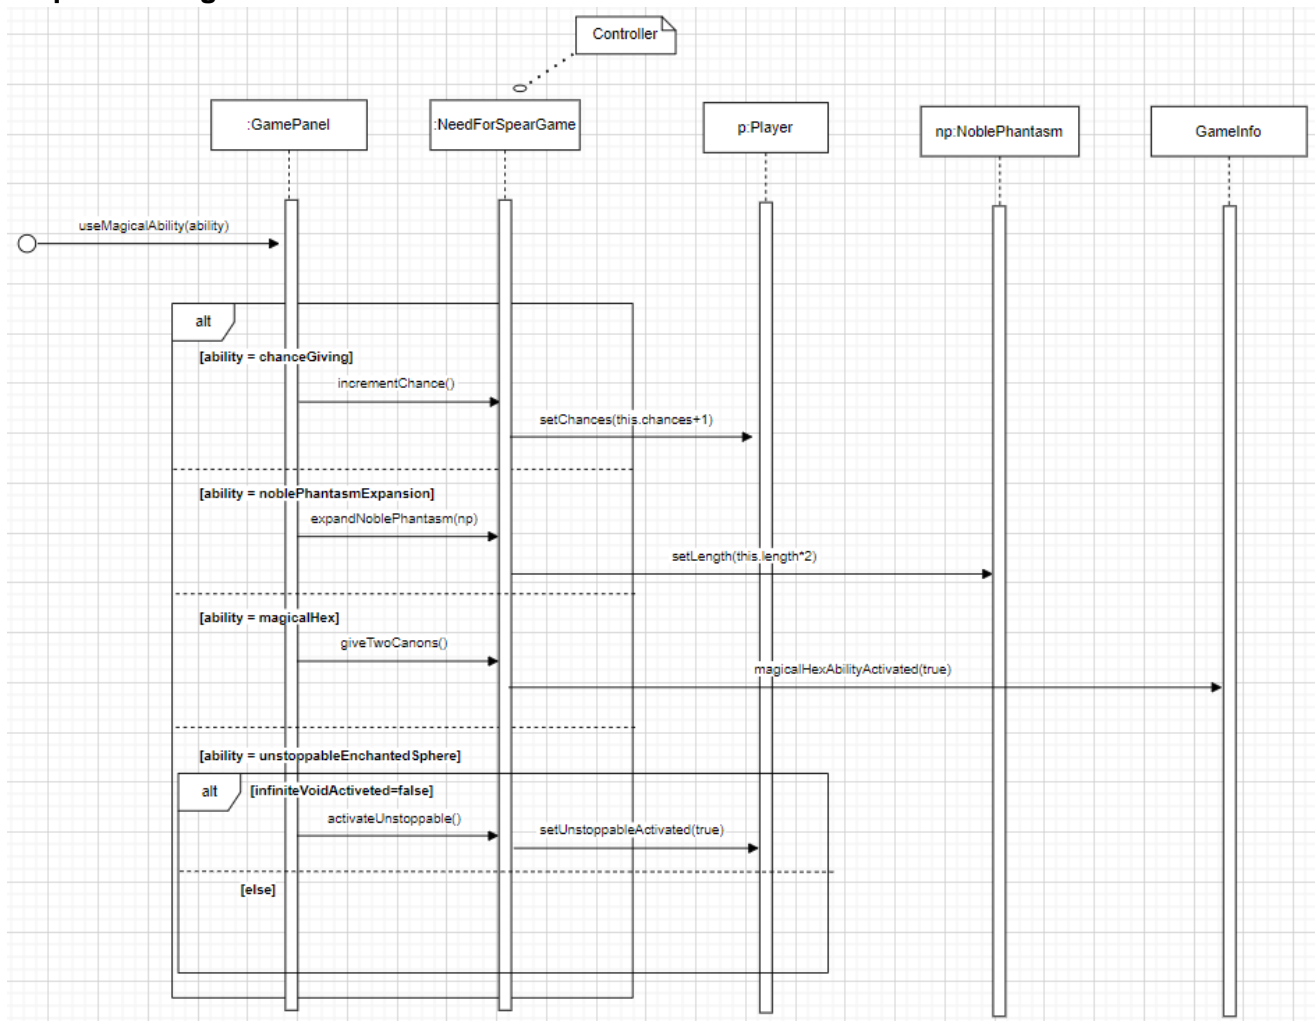 Controller
:GamePanel
:NeedForSpearGame
p:Player
np:NoblePhantasm
GameInfo
useMagicalAbility(ability)
alt
[ability = chanceGiving]
incrementChance()
setChances(this.chances+1)
[ability = noblePhantasmExpansion]
expandNoblePhantasm(np)
setLength(this.length*2)
[ability = magicalHex]
giveTwoCanons()
magicalHexAbilityActivated(true)
[ability = unstoppableEnchantedSphere]
alt
[infiniteVoidActiveted=false]
activateUnstoppable()
setUnstoppableActivated(true)
[else]